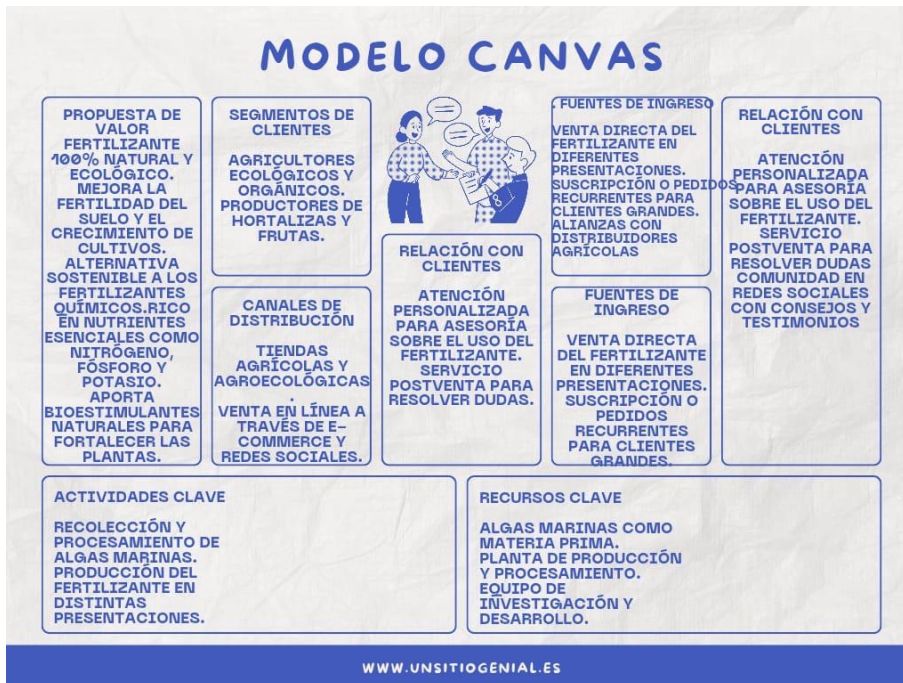 MODELO CANVAS
PROPUESTA DE
VALOR
FERTILIZANTE
100% NATURAL Y
ECOLÓGICO.
MEJORA LA
FERTILIDAD DEL
SUELO Y EL
CRECIMIENTO DE
CULTIVOS.
ALTERNATIVA
SOSTENIBLE A LOS
FERTILIZANTES
QUÍMICOS.RICO
EN NUTRIENTES
ESENCIALES COMO
NITRÓGENO,
FÓSFORO Y
POTASIO.
APORTA
BIOESTIMULANTES
NATURALES PARA
FORTALECER LAS
PLANTAS.
SEGMENTOS DE
CLIENTES
AGRICULTORES
ECOLÓGICOS Y
ORGÁNICOS.
PRODUCTORES DE
HORTALIZAS Y
FRUTAS.
CANALES DE
DISTRIBUCIÓN
TIENDAS
AGRÍCOLAS Y
AGROECOLÓGICAS
.
VENTA EN LÍNEA A
TRAVÉS DE E-
COMMERCE Y
REDES SOCIALES.
RELACIÓN CON
CLIENTES
ATENCIÓN
PERSONALIZADA
PARA ASESORÍA
SOBRE EL USO DEL
FERTILIZANTE.
SERVICIO
POSTVENTA PARA
RESOLVER DUDAS.
. FUENTES DE INGRESO
VENTA DIRECTA DEL
FERTILIZANTE EN
DIFERENTES
PRESENTACIONES.
SUSCRIPCIÓN O PEDIDOS
RECURRENTES PARA
CLIENTES GRANDES.
ALIANZAS CON
DISTRIBUIDORES
AGRÍCOLAS
FUENTES DE
INGRESO
VENTA DIRECTA
DEL FERTILIZANTE
EN DIFERENTES
PRESENTACIONES.
SUSCRIPCIÓN O
PEDIDOS
RECURRENTES
PARA CLIENTES
GRANDES.
RELACIÓN CON
CLIENTES
ATENCIÓN
PERSONALIZADA
PARA ASESORÍA
SOBRE EL USO DEL
FERTILIZANTE.
SERVICIO
POSTVENTA PARA
RESOLVER DUDAS
COMUNIDAD EN
REDES SOCIALES
CON CONSEJOS Y
TESTIMONIOS
ACTIVIDADES CLAVE
RECOLECCIÓN Y
PROCESAMIENTO DE
ALGAS MARINAS.
PRODUCCIÓN DEL
FERTILIZANTE EN
DISTINTAS
PRESENTACIONES.
RECURSOS CLAVE
ALGAS MARINAS COMO
MATERIA PRIMA.
PLANTA DE PRODUCCIÓN
Y PROCESAMIENTO.
EQUIPO DE
INVESTIGACIÓN Y
DESARROLLO.
WWW.UNSITIOGENIAL.ES